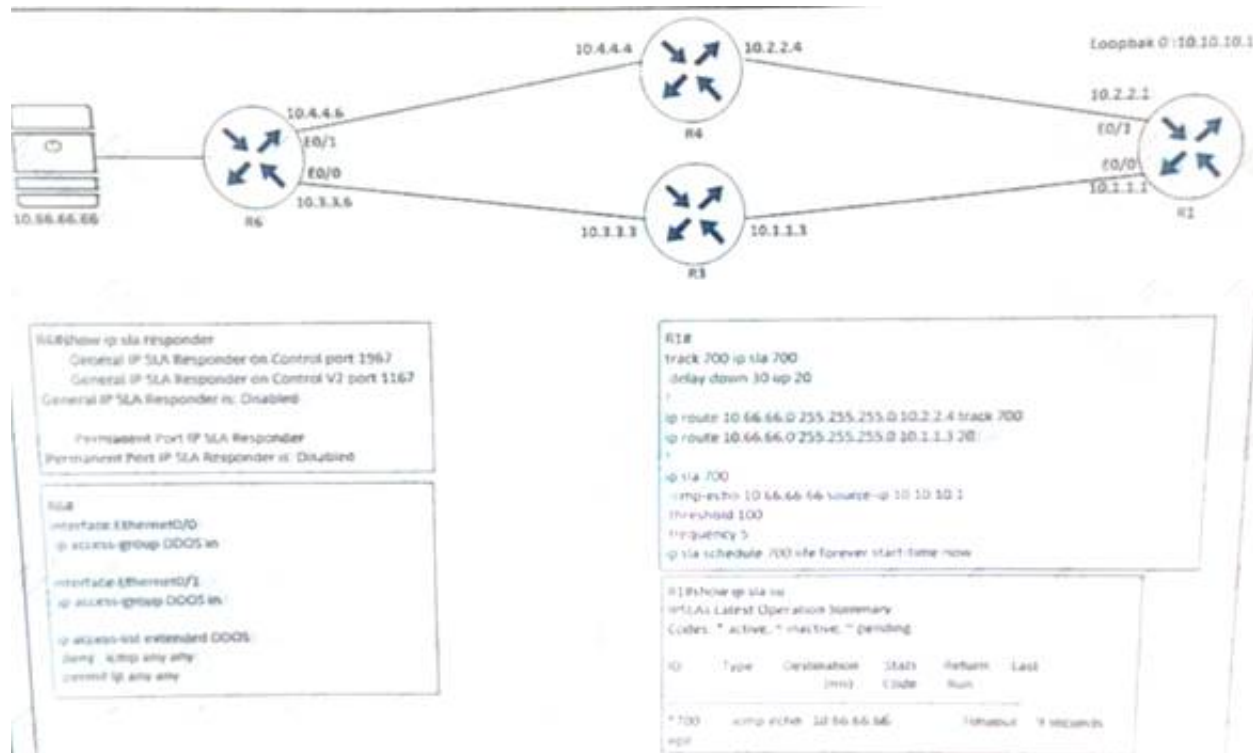 10.4.4.4
10.2.2.4
Loopbak 0 :10.10.10.1
10.4.4.6
E0/1
R4
10.2.2.1
E0/1
E0/0
10.1.1.1
R1
E0/0
10.3.3.6
R6
10.66.66.66
10.3.3.3
10.1.1.3
R3
R6#show ip sla responder
General IP SLA Responder on Control port 1967
General IP SLA Responder on Control V2 port 1167
General IP SLA Responder is: Disabled
Permanent Port IP SLA Responder
Permanent Port IP SLA Responder is: Disabled
R6#
interface Ethernet0/0
ip access-group DDOS in
interface Ethernet0/1
ip access-group DDOS in
ip access-list extended DDOS
deny icmp any any
permit ip any any
R1#
track 700 ip sla 700
delay down 30 up 20
!
ip route 10.66.66.0 255.255.255.0 10.2.2.4 track 700
ip route 10.66.66.0 255.255.255.0 10.1.1.3 20
!
ip sla 700
icmp-echo 10.66.66.66 source-ip 10.10.10.1
threshold 100
frequency 5
ip sla schedule 700 life forever start-time now
R1#show ip sla su
IPSLAs Latest Operation Summary
Codes: * active, ^ inactive, ~ pending
ID Type Destination Stats Return Last
(ms) Code Run
*700 icmp-echo 10.66.66.66 Timeout 9 seconds
ago